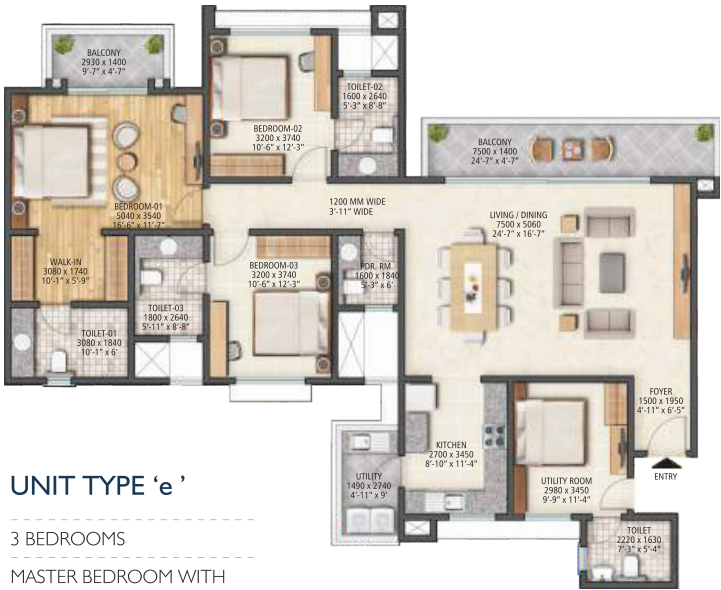 BALCONY
2930 x 1400
9'-7" x 4'-7"
TOILET-02
1600 x 2640
5'-3" x 8'-8"
BEDROOM-02
3200 x 3740
10'-6" x 12'-3"
BALCONY
7500 x 1400
24'-7" x 4'-7"
BEDROOM-01
5040 x 3540
16'-6" x 11'-7"
1200 MM WIDE
3'-11" WIDE
LIVING / DINING
7500 x 5060
24'-7" x 16'-7"
WALK-IN
3080 x 1740
10'-1" x 5'-9"
BEDROOM-03
3200 x 3740
10'-6" x 12'-3"
PDR. RM.
1600 x 1840
5'-3" x 6'
TOILET-03
1800 x 2640
5'-11" x 8'-8"
TOILET-01
3080 x 1840
10'-1" x 6'
FOYER
1500 x 1950
4'-11" x 6'-5"
KITCHEN
2700 x 3450
8'-10" x 11'-4"
UTILITY
1490 x 2740
4'-11" x 9'
UTILITY ROOM
2980 x 3450
9'-9" x 11'-4"
ENTRY
TOILET
2220 x 1630
7'-3" x 5'-4"
UNIT TYPE ‘e ’
3 BEDROOMS
MASTER BEDROOM WITH